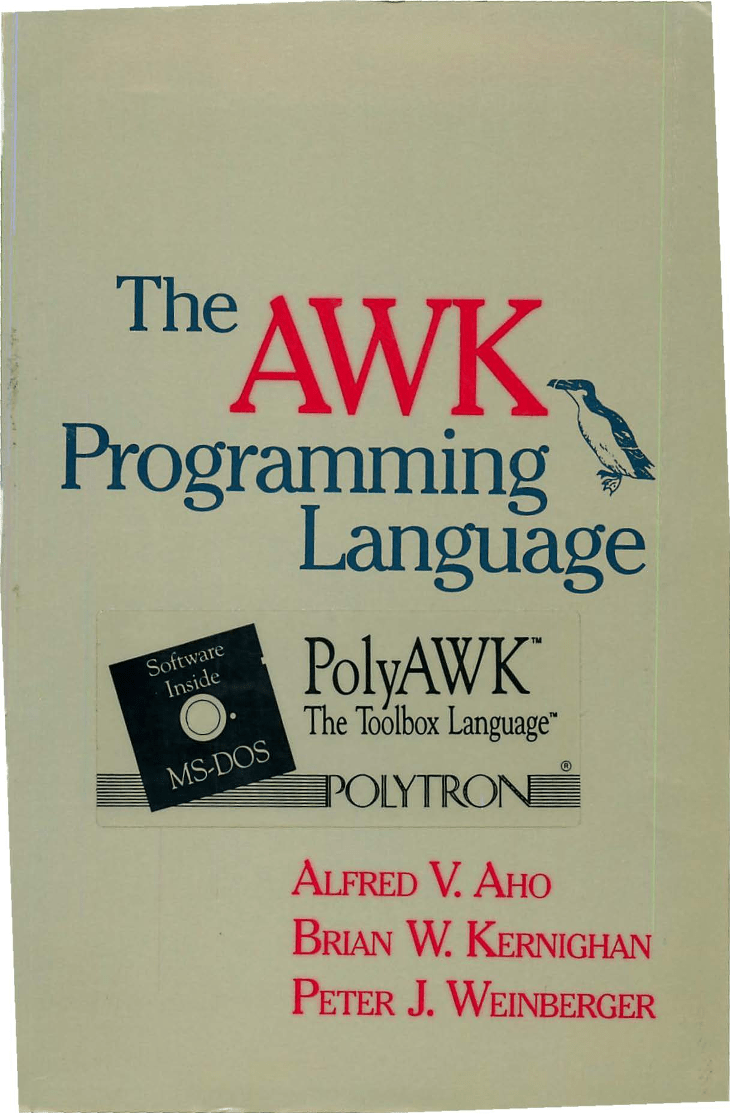 The
AWK
Programming
Language
Software
Inside
MS-DOS
PolyAWK™
The Toolbox Language™
POLYTRON®
ALFRED V. AHO
BRIAN W. KERNIGHAN
PETER J. WEINBERGER